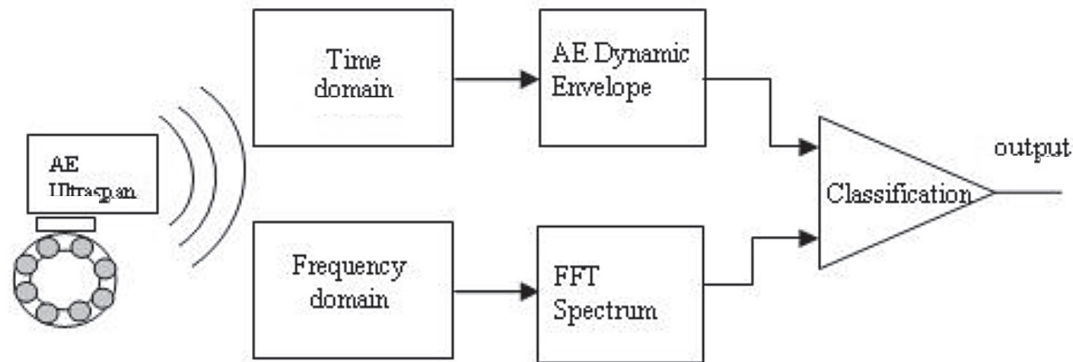 Time
domain
AE Dynamic
Envelope
AE
Ultraspan
output
Classification
Frequency
domain
FFT
Spectrum